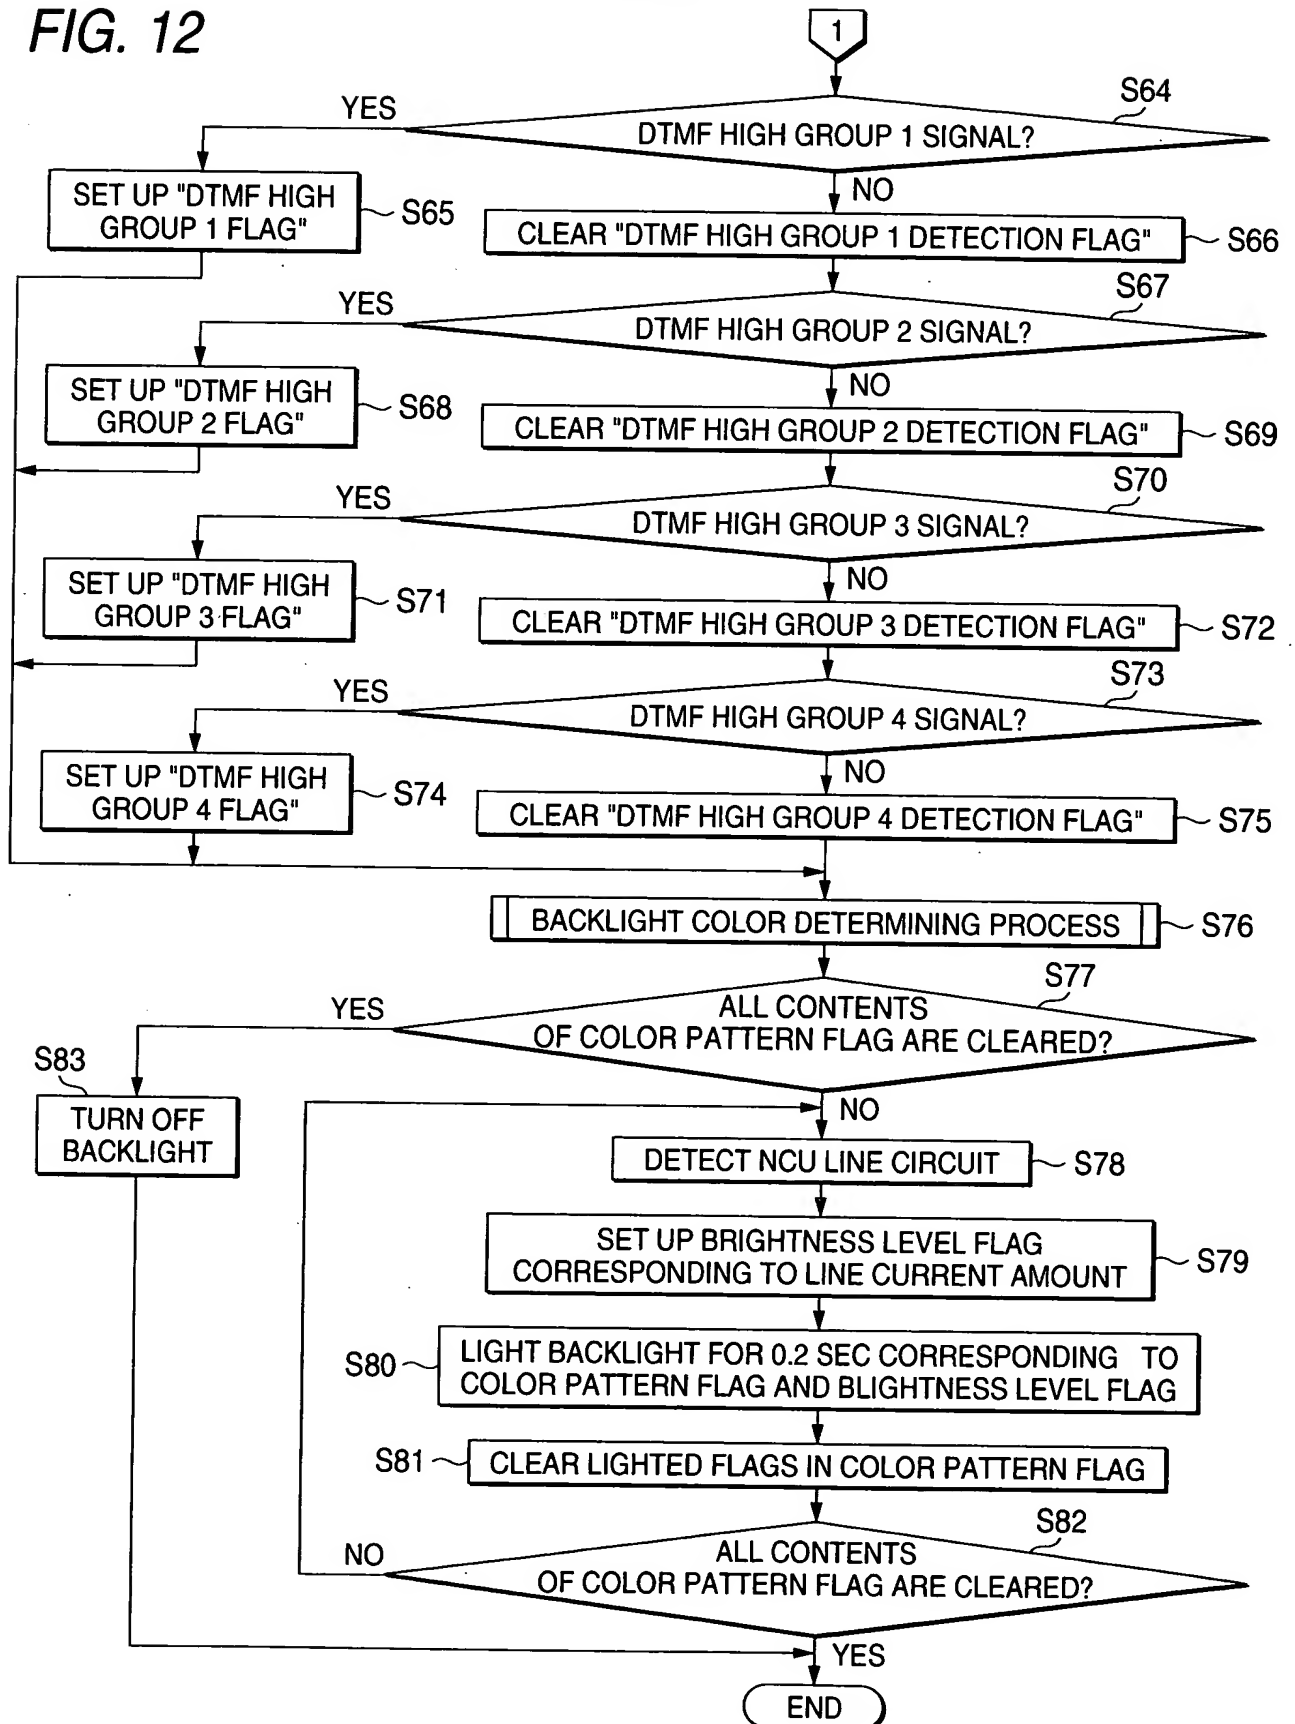 FIG. 12
1
S64
YES
DTMF HIGH GROUP 1 SIGNAL?
NO
SET UP "DTMF HIGH
GROUP 1 FLAG"
S65
CLEAR "DTMF HIGH GROUP 1 DETECTION FLAG"
S66
S67
YES
DTMF HIGH GROUP 2 SIGNAL?
NO
SET UP "DTMF HIGH
GROUP 2 FLAG"
S68
CLEAR "DTMF HIGH GROUP 2 DETECTION FLAG"
S69
S70
YES
DTMF HIGH GROUP 3 SIGNAL?
NO
SET UP "DTMF HIGH
GROUP 3 FLAG"
S71
CLEAR "DTMF HIGH GROUP 3 DETECTION FLAG"
S72
S73
YES
DTMF HIGH GROUP 4 SIGNAL?
NO
SET UP "DTMF HIGH
GROUP 4 FLAG"
S74
CLEAR "DTMF HIGH GROUP 4 DETECTION FLAG"
S75
BACKLIGHT COLOR DETERMINING PROCESS
S76
S77
YES
ALL CONTENTS
OF COLOR PATTERN FLAG ARE CLEARED?
NO
S83
TURN OFF
BACKLIGHT
DETECT NCU LINE CIRCUIT
S78
SET UP BRIGHTNESS LEVEL FLAG
CORRESPONDING TO LINE CURRENT AMOUNT
S79
S80
LIGHT BACKLIGHT FOR 0.2 SEC CORRESPONDING TO
COLOR PATTERN FLAG AND BLIGHTNESS LEVEL FLAG
S81
CLEAR LIGHTED FLAGS IN COLOR PATTERN FLAG
S82
NO
ALL CONTENTS
OF COLOR PATTERN FLAG ARE CLEARED?
YES
END